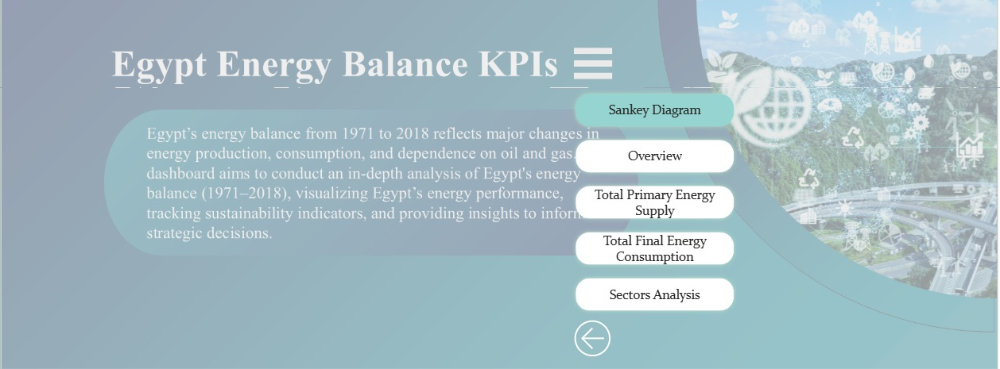 Egypt Energy Balance KPIs
Egypt’s energy balance from 1971 to 2018 reflects major changes in
energy production, consumption, and dependence on oil and gas
dashboard aims to conduct an in-depth analysis of Egypt's energy
balance (1971–2018), visualizing Egypt’s energy performance,
tracking sustainability indicators, and providing insights to
strategic decisions.
Sankey Diagram
Overview
Total Primary Energy
Supply
Total Final Energy
Consumption
Sectors Analysis